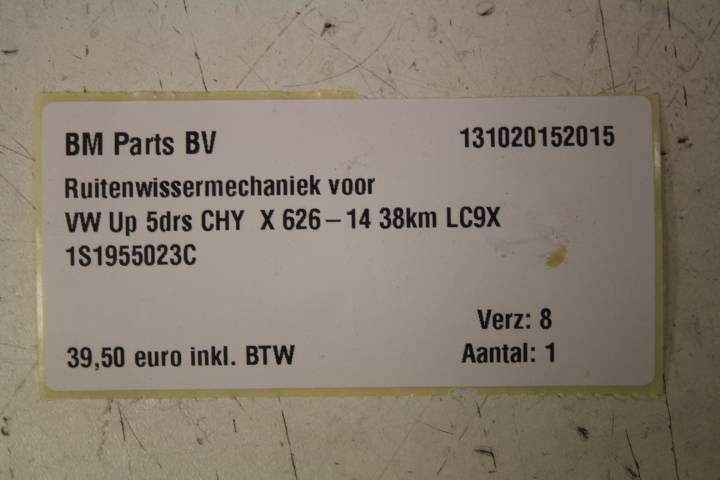 BM Parts BV 131020152015
Ruitenwissermechaniek voor
VW Up 5drs CHY X 626-14 38km LC9X
1S1955023C
Verz: 8
39,50 euro inkl. BTW Aantal: 1